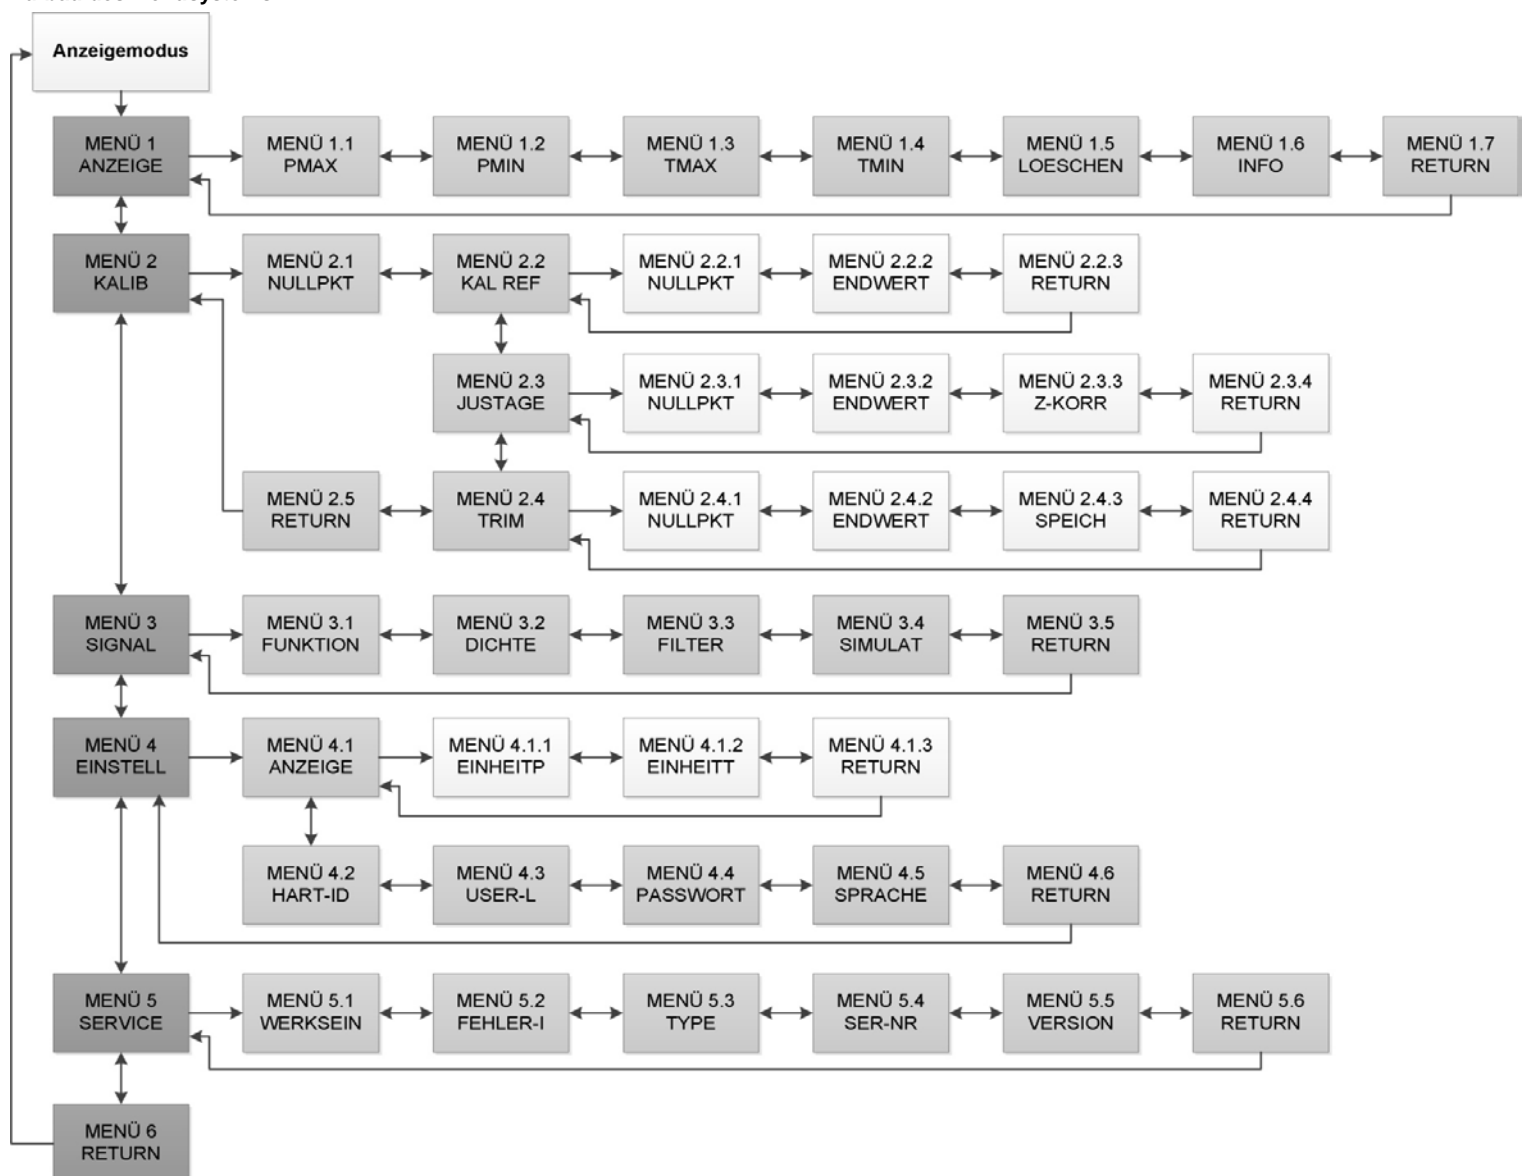 Anzeigemodus
MENÜ 1
ANZEIGE
MENÜ 1.1
PMAX
MENÜ 1.2
PMIN
MENÜ 1.3
TMAX
MENÜ 1.4
TMIN
MENÜ 1.5
LOESCHEN
MENÜ 1.6
INFO
MENÜ 1.7
RETURN
MENÜ 2
KALIB
MENÜ 2.1
NULLPKT
MENÜ 2.2
KAL REF
MENÜ 2.2.1
NULLPKT
MENÜ 2.2.2
ENDWERT
MENÜ 2.2.3
RETURN
MENÜ 2.3
JUSTAGE
MENÜ 2.3.1
NULLPKT
MENÜ 2.3.2
ENDWERT
MENÜ 2.3.3
Z-KORR
MENÜ 2.3.4
RETURN
MENÜ 2.5
RETURN
MENÜ 2.4
TRIM
MENÜ 2.4.1
NULLPKT
MENÜ 2.4.2
ENDWERT
MENÜ 2.4.3
SPEICH
MENÜ 2.4.4
RETURN
MENÜ 3
SIGNAL
MENÜ 3.1
FUNKTION
MENÜ 3.2
DICHTE
MENÜ 3.3
FILTER
MENÜ 3.4
SIMULAT
MENÜ 3.5
RETURN
MENÜ 4
EINSTELL
MENÜ 4.1
ANZEIGE
MENÜ 4.1.1
EINHEITP
MENÜ 4.1.2
EINHEITT
MENÜ 4.1.3
RETURN
MENÜ 4.2
HART-ID
MENÜ 4.3
USER-L
MENÜ 4.4
PASSWORT
MENÜ 4.5
SPRACHE
MENÜ 4.6
RETURN
MENÜ 5
SERVICE
MENÜ 5.1
WERKSEIN
MENÜ 5.2
FEHLER-I
MENÜ 5.3
TYPE
MENÜ 5.4
SER-NR
MENÜ 5.5
VERSION
MENÜ 5.6
RETURN
MENÜ 6
RETURN